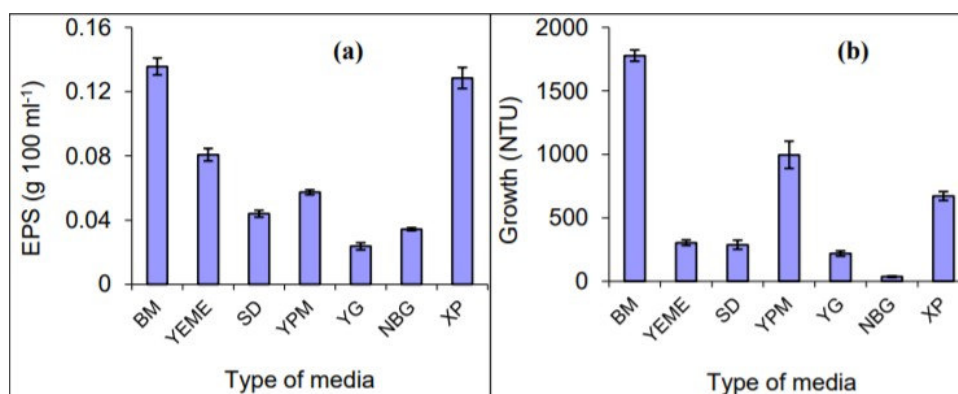 (a)
EPS (g 100 ml⁻¹)
0.16
0.12
0.08
0.04
0
BM
YEME
SD
YPM
YG
NBG
XP
Type of media
(b)
Growth (NTU)
2000
1500
1000
500
0
BM
YEME
SD
YPM
YG
NBG
XP
Type of media